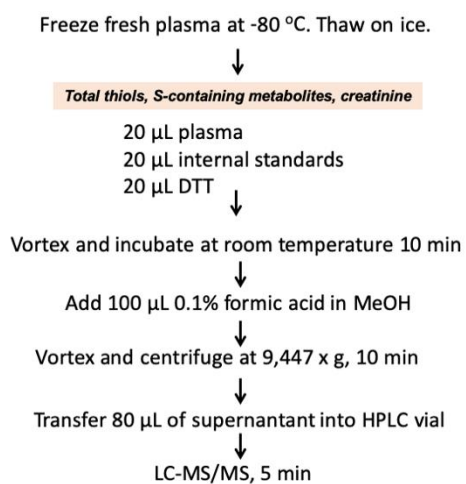 Freeze fresh plasma at -80 °C. Thaw on ice.
Total thiols, S-containing metabolites, creatinine
20 µL plasma
20 µL internal standards
20 µL DTT
Vortex and incubate at room temperature 10 min
Add 100 µL 0.1% formic acid in MeOH
Vortex and centrifuge at 9,447 x g, 10 min
Transfer 80 µL of supernantant into HPLC vial
LC-MS/MS, 5 min